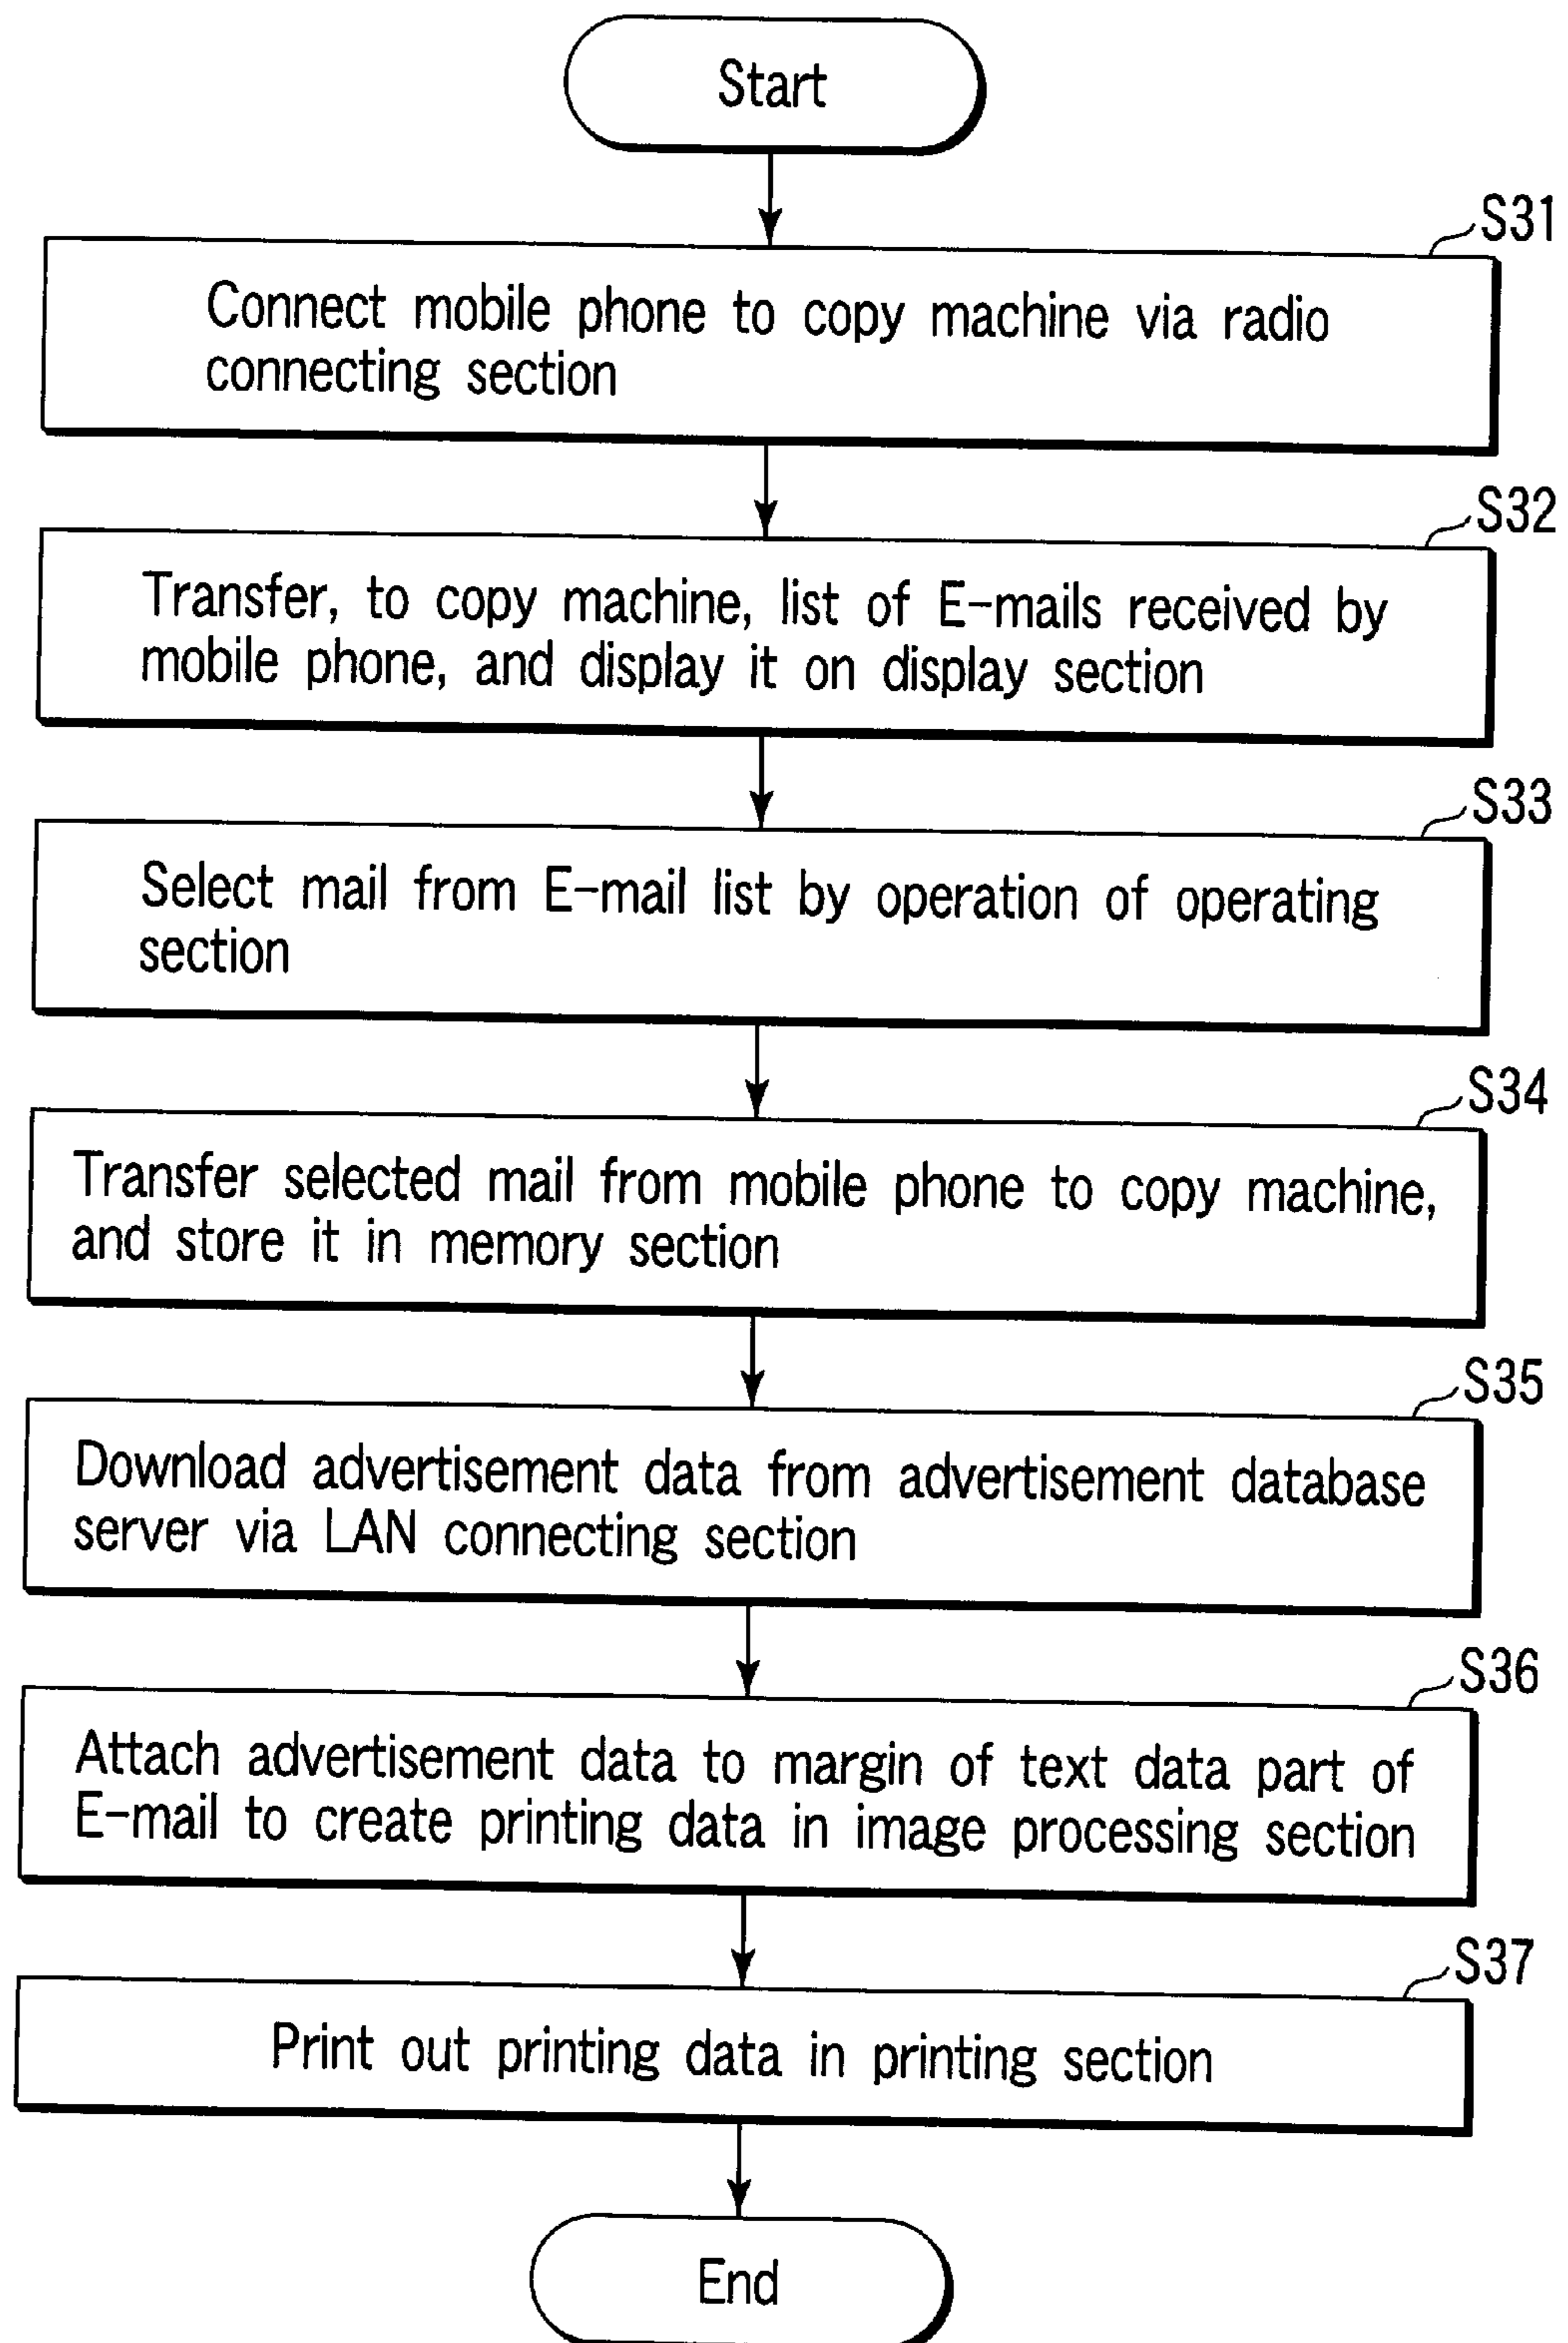 Start
S31
Connect mobile phone to copy machine via radio
connecting section
S32
Transfer, to copy machine, list of E-mails received by
mobile phone, and display it on display section
S33
Select mail from E-mail list by operation of operating
section
S34
Transfer selected mail from mobile phone to copy machine,
and store it in memory section
S35
Download advertisement data from advertisement database
server via LAN connecting section
S36
Attach advertisement data to margin of text data part of
E-mail to create printing data in image processing section
S37
Print out printing data in printing section
End